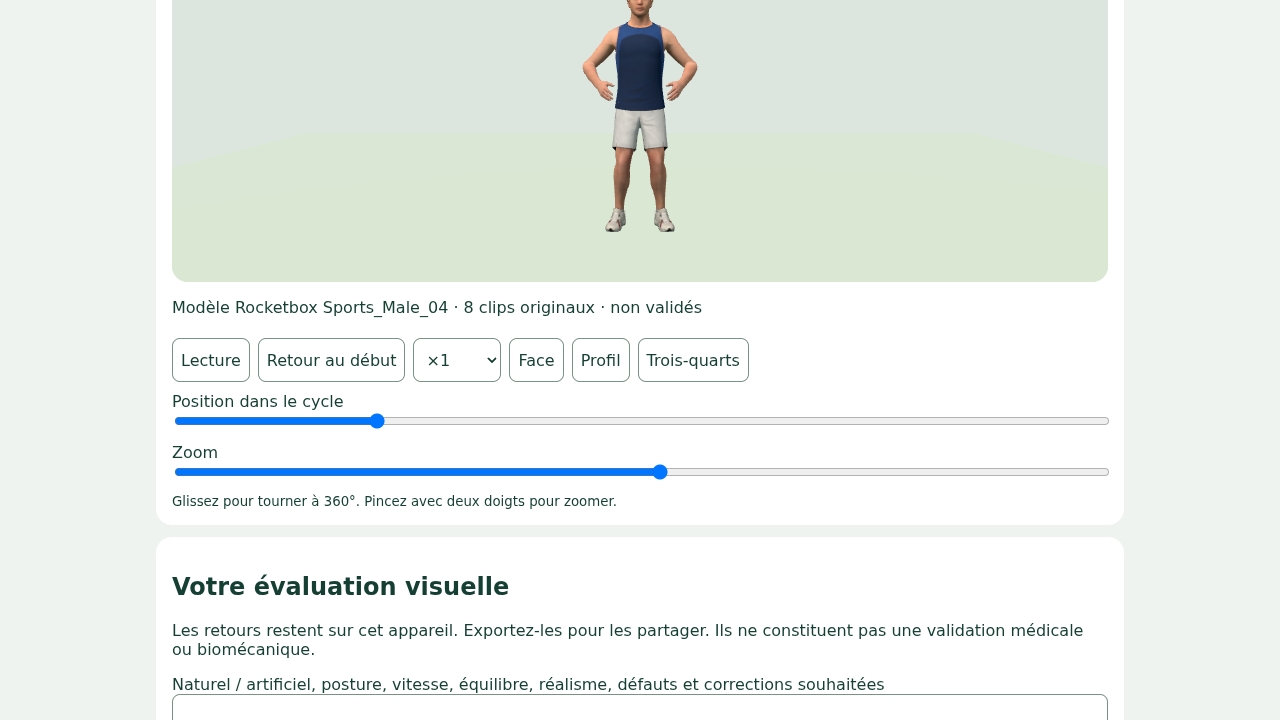 Modèle Rocketbox Sports_Male_04 · 8 clips originaux · non validés
Lecture Retour au début ×1 Face Profil Trois-quarts
Position dans le cycle
Zoom
Glissez pour tourner à 360°. Pincez avec deux doigts pour zoomer.
Votre évaluation visuelle
Les retours restent sur cet appareil. Exportez-les pour les partager. Ils ne constituent pas une validation médicale
ou biomécanique.
Naturel / artificiel, posture, vitesse, équilibre, réalisme, défauts et corrections souhaitées